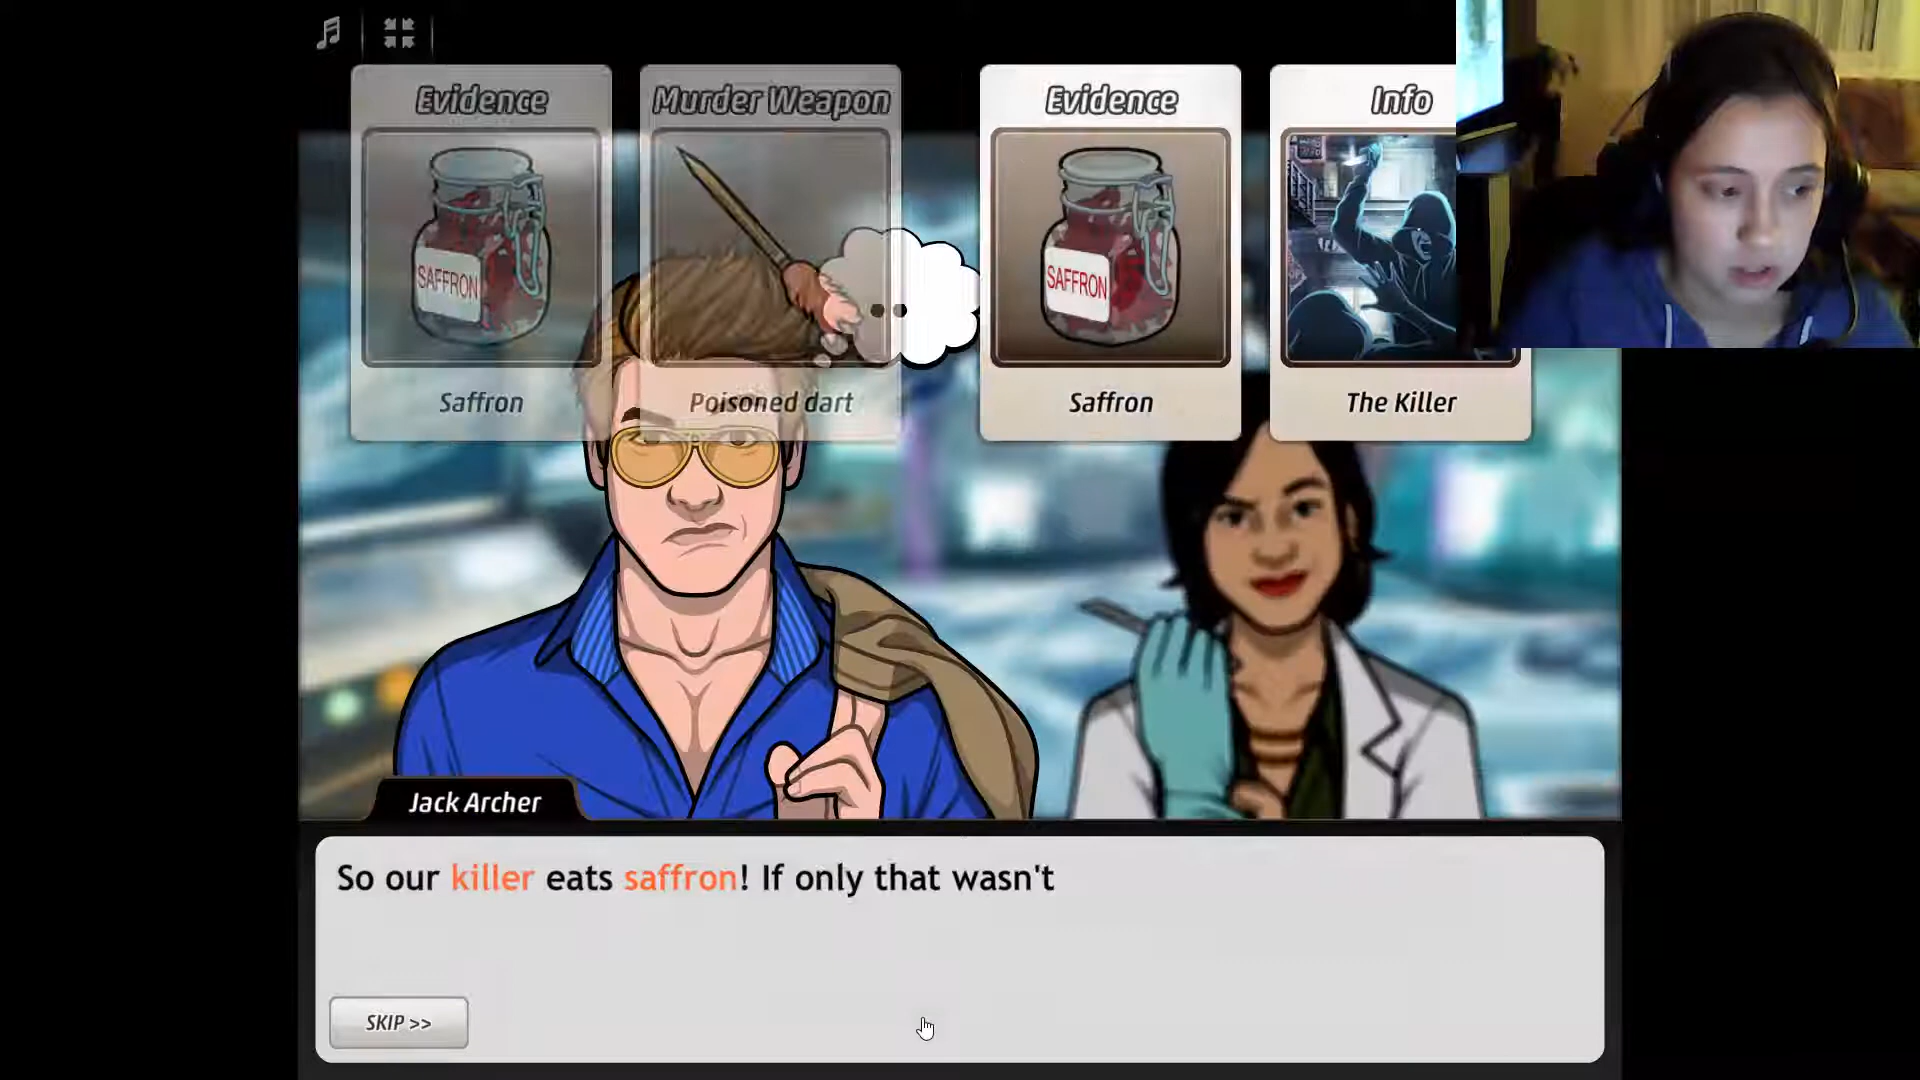 Evidence
Murder Weapon
Evidence
Info
SAFFRON
SAFFRON
Saffron
Poisoned dart
Saffron
The Killer
Jack Archer
So our killer eats saffron! If only that wasn't
SKIP >>